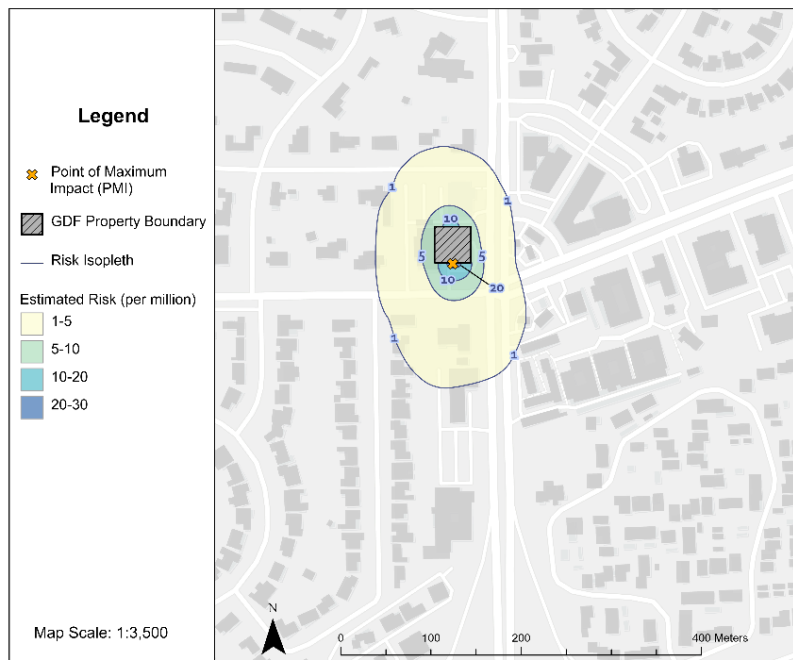 Legend
Point of Maximum
Impact (PMI)
GDF Property Boundary
Risk Isopleth
Estimated Risk (per million)
1-5
5-10
10-20
20-30
Map Scale: 1:3,500
1
1
10
5
5
10
20
1
1
N
0
100
200
400 Meters